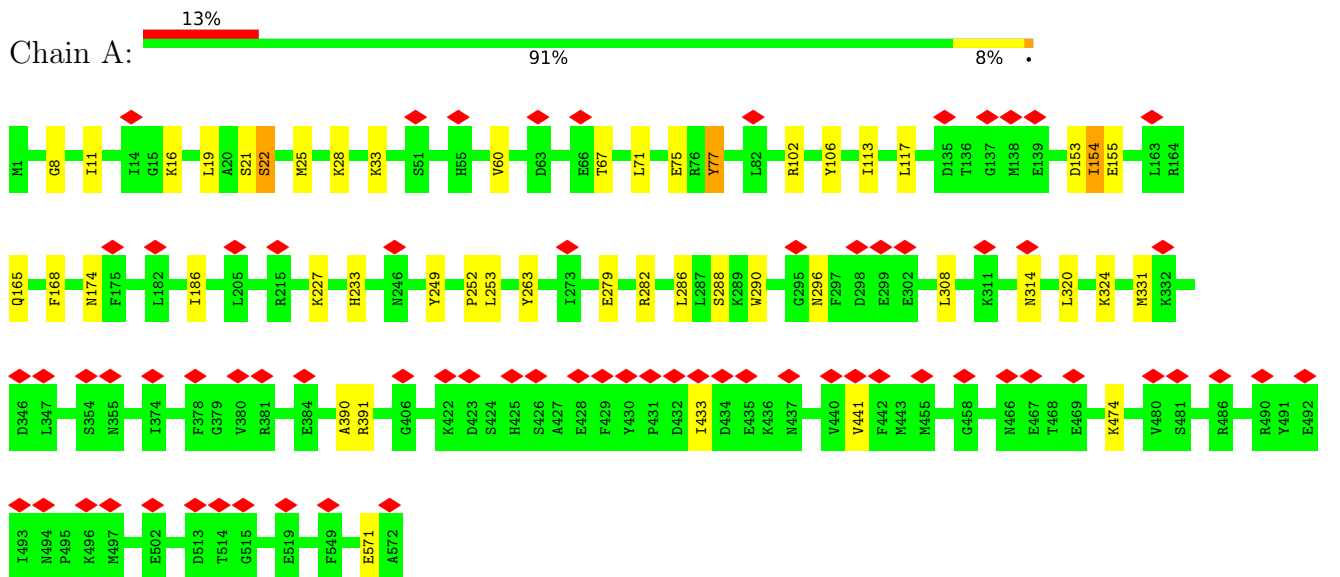 13%
Chain A:
91% 8% •
M1 G8 I11 I14 G15 K16 L19 A20 S21 S22 M25 K28 K33 S51 H55 V60 D63 E66 T67 L71 E75 R76 Y77 L82 R102 Y106 I113 L117 D135 T136 G137 M138 E139 D153 I154 E155 L163 R164
Q165 F168 N174 F175 L182 I186 L205 R215 K227 H233 N246 Y249 P252 L253 Y263 I273 E279 R282 L286 L287 S288 K289 W290 G295 N296 F297 D298 E299 E302 L308 K311 N314 L320 K324 M331 K332
D346 L347 S354 N355 I374 F378 G379 V380 R381 E384 A390 R391 G406 K422 D423 S424 H425 S426 A427 E428 F429 Y430 P431 D432 I433 D434 E435 K436 N437 V440 V441 F442 M443 M455 G458 N466 E467 T468 E469 K474 V480 S481 R486 R490 Y491 E492
I493 N494 P495 K496 M497 E502 D513 T514 G515 E519 F549 E571 A572